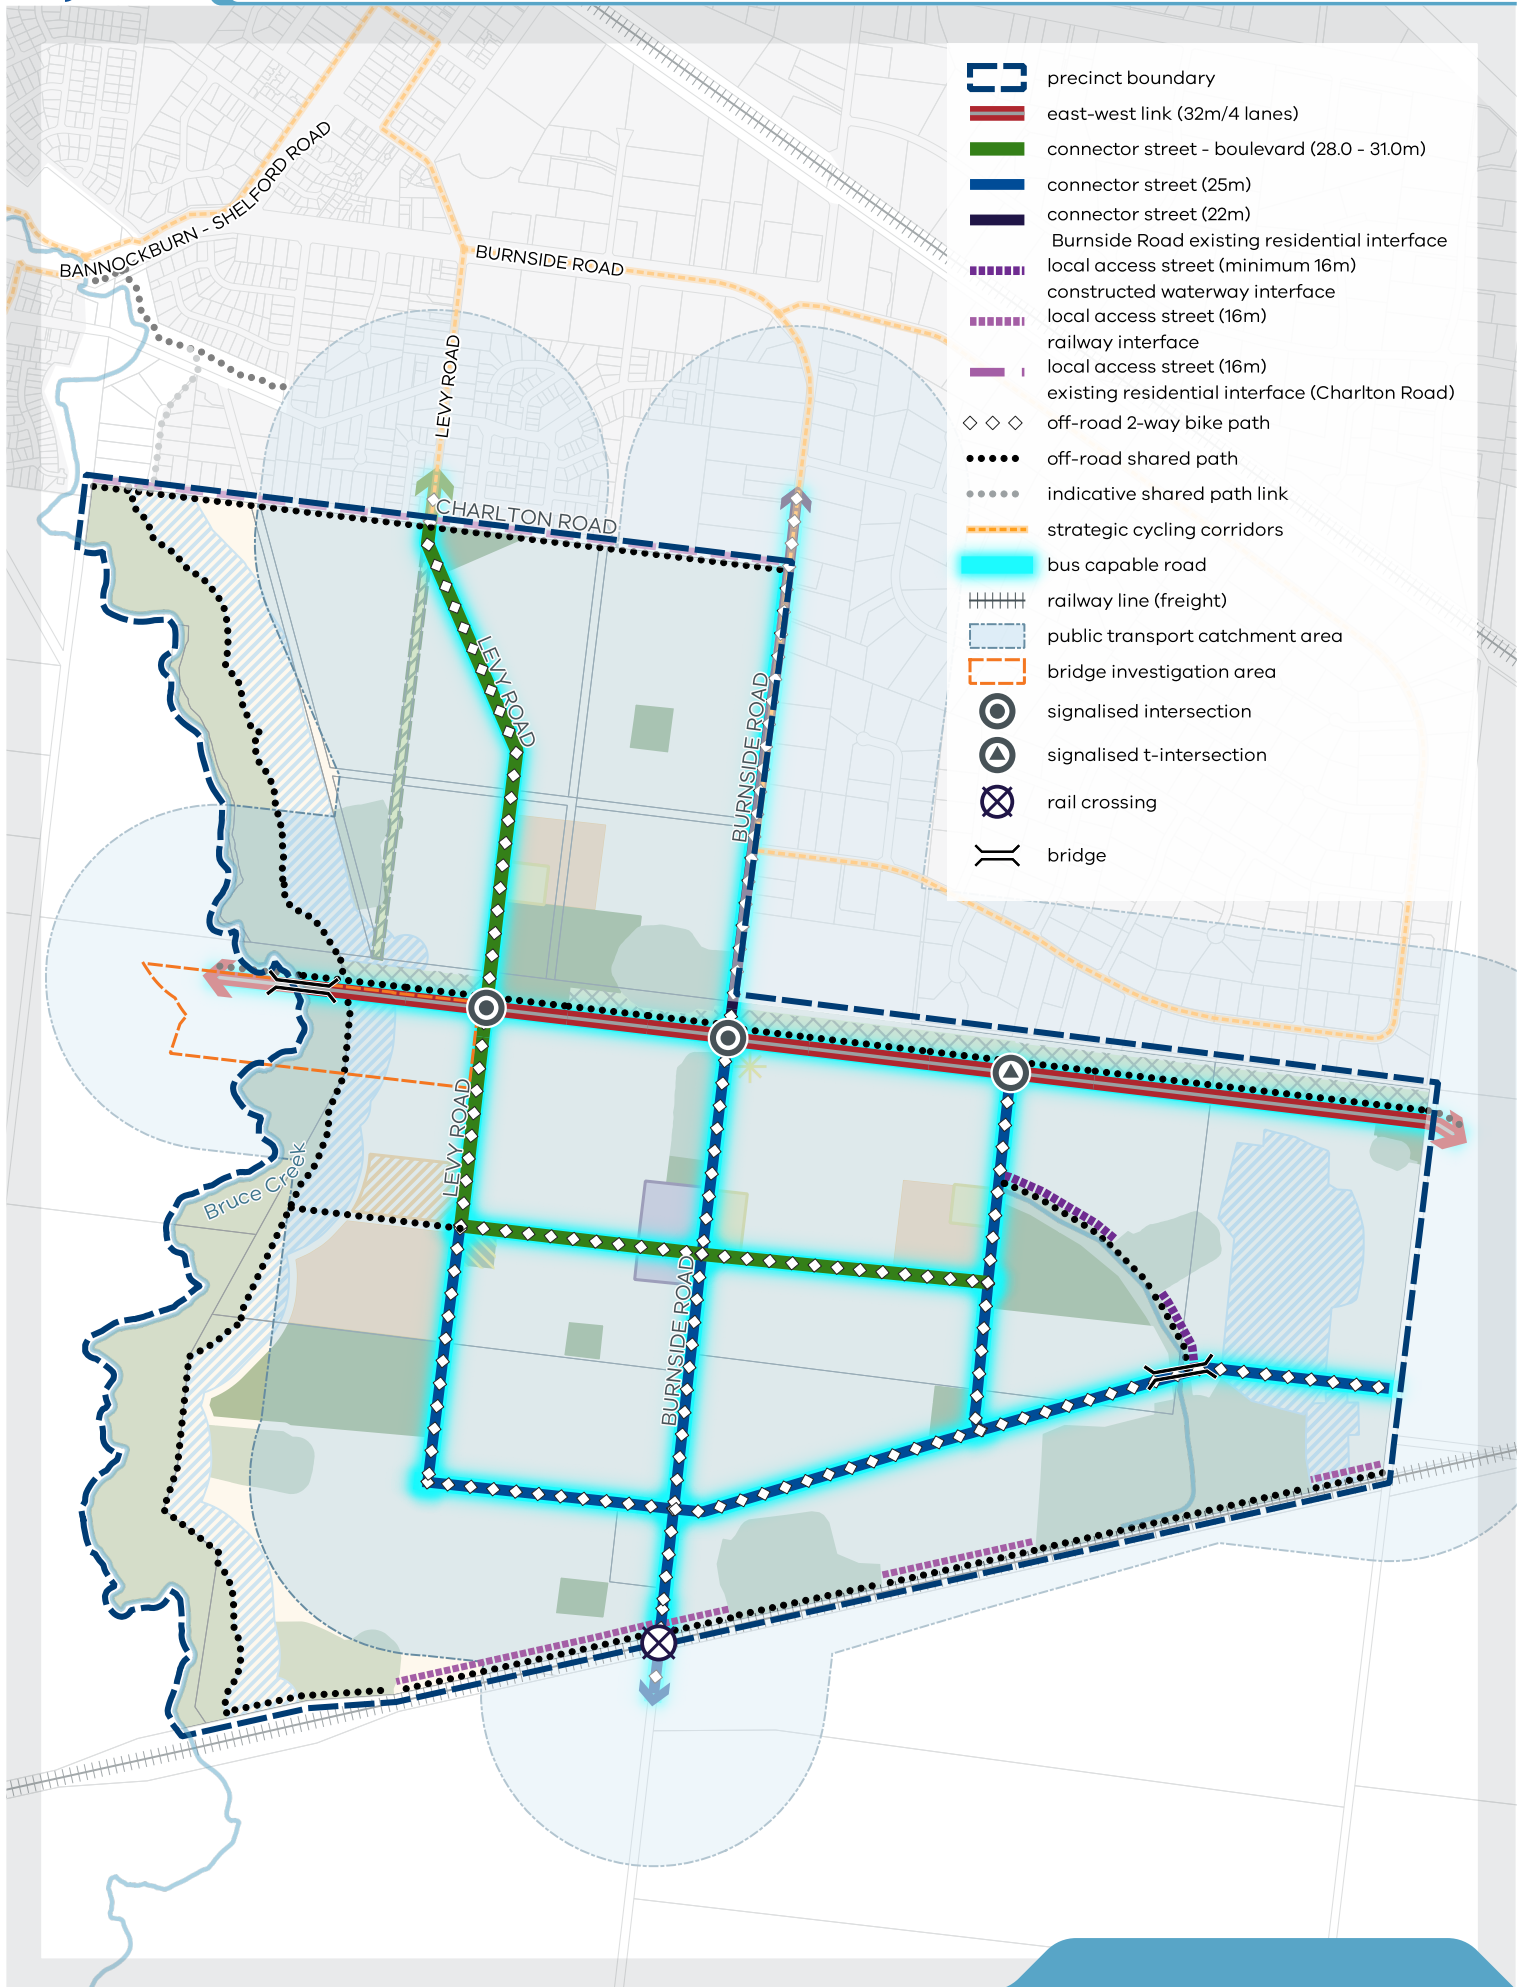 precinct boundary
east-west link (32m/4 lanes)
connector street - boulevard (28.0 - 31.0m)
connector street (25m)
connector street (22m)
Burnside Road existing residential interface
local access street (minimum 16m)
constructed waterway interface
local access street (16m)
railway interface
local access street (16m)
existing residential interface (Charlton Road)
off-road 2-way bike path
off-road shared path
indicative shared path link
strategic cycling corridors
bus capable road
railway line (freight)
public transport catchment area
bridge investigation area
signalised intersection
signalised t-intersection
rail crossing
bridge
BANNOCKBURN - SHELFORD ROAD
BURNSIDE ROAD
LEVY ROAD
CHARLTON ROAD
LEVY ROAD
BURNSIDE ROAD
LEVY ROAD
Bruce Creek
BURNSIDE ROAD